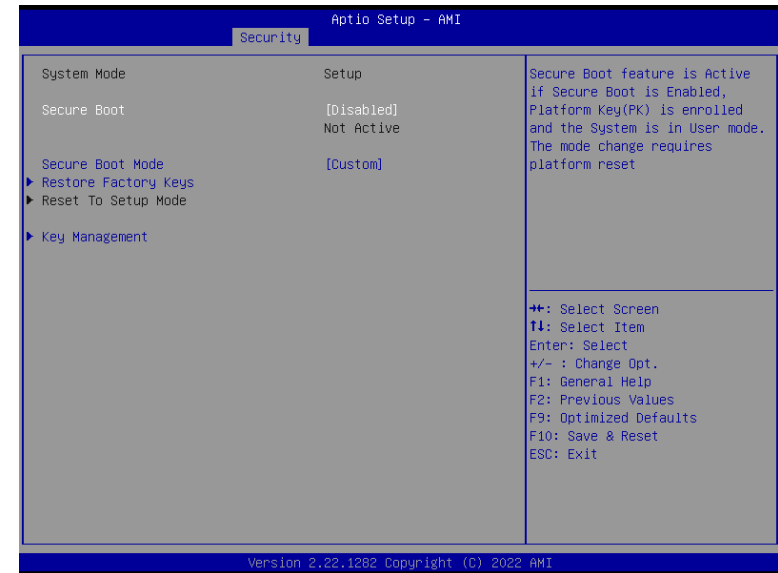 Aptio Setup – AMI
Security
System Mode Setup
Secure Boot [Disabled]
Not Active
Secure Boot Mode [Custom]
▶ Restore Factory Keys
▶ Reset To Setup Mode
▶ Key Management
Secure Boot feature is Active
if Secure Boot is Enabled,
Platform Key(PK) is enrolled
and the System is in User mode.
The mode change requires
platform reset
→←: Select Screen
↑↓: Select Item
Enter: Select
+/- : Change Opt.
F1: General Help
F2: Previous Values
F9: Optimized Defaults
F10: Save & Reset
ESC: Exit
Version 2.22.1282 Copyright (C) 2022 AMI